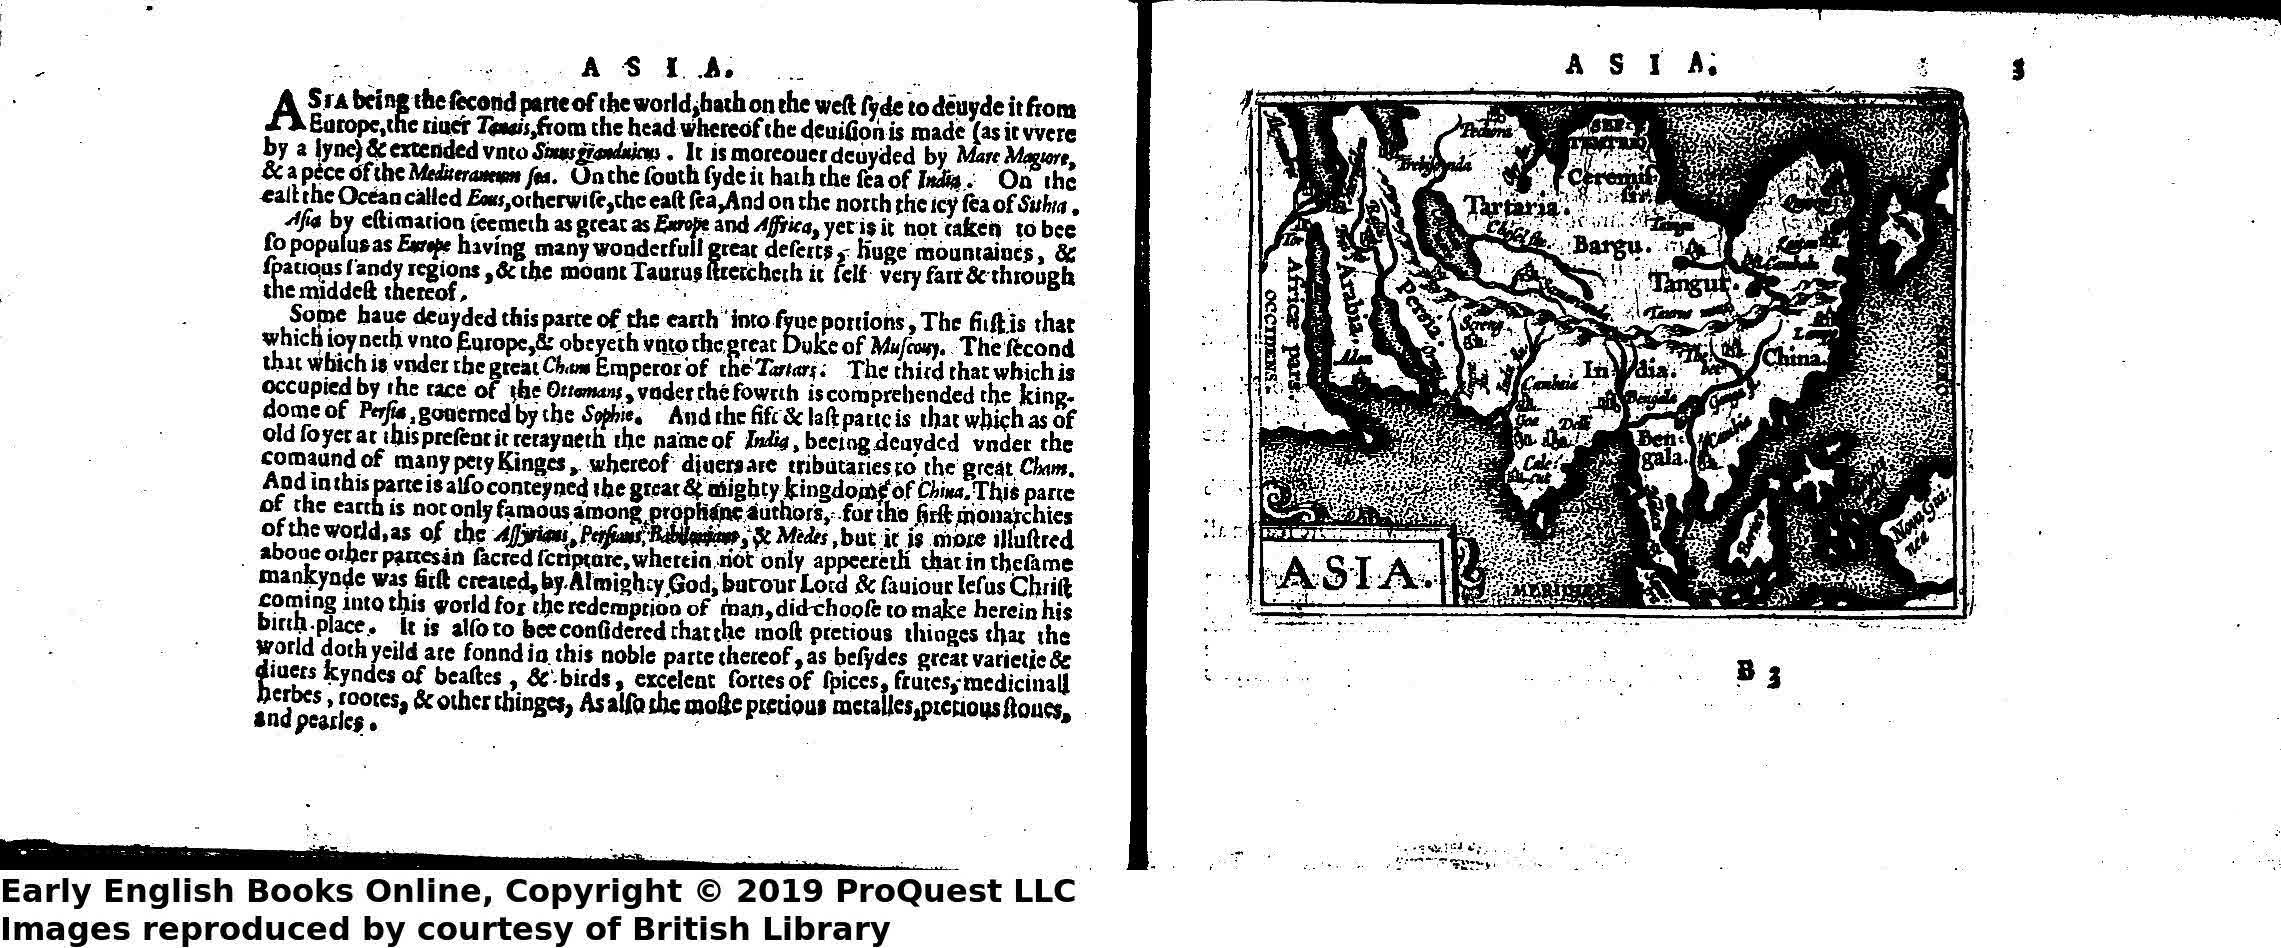 A S I A.
ASIA being the ſecond parte of the world, hath on the weſt ſyde to deuyde it from
Europe, the riuer Tanais, from the head whereof the deuiſion is made (as it vvere
by a lyne) & extended vnto Sinus granduicus. It is moreouer deuyded by Mare Magiore,
& a pece of the Mediteraneum ſea. On the ſouth ſyde it hath the ſea of India. On the
eaſt the Ocean called Eous, otherwiſe, the eaſt ſea, And on the north the icy ſea of
Aſia by eſtimation ſeemeth as great as Europe and Affrica, yet is it not taken to bee
ſo populus as Europe having many wonderfull great deſerts, huge mountaines, &
ſpatious ſandy regions, & the mount Taurus ſtretcheth it ſelf very farr & through
the middeſt thereof.
Some haue deuyded this parte of the earth into fyue portions, The firſt is that
which ioyneth vnto Europe, & obeyeth vnto the great Duke of Muſcouy. The ſecond
that which is vnder the great Cham Emperor of the Tartars. The third that which is
occupied by the race of the Ottomans, vnder the fowrth is comprehended the king-
dome of Perſia, gouerned by the Sophie. And the fift & laſt parte is that which as of
old ſo yet at this preſent it retayneth the name of India, beeing deuyded vnder the
comaund of many pety Kinges, whereof diuers are tributaries to the great Cham.
And in this parte is alſo conteyned the great & mighty kingdome of China. This parte
of the earth is not only famous among prophane authors, for the firſt monarchies
of the world, as of the Aſſyrians, Perſians, Babilonians, & Medes, but it is more illuſtred
aboue other partes in ſacred ſcripture, wherein not only appeereth that in theſame
mankynde was firſt created, by Almighty God, but our Lord & ſauiour Ieſus Chriſt
coming into this world for the redemption of man, did chooſe to make herein his
birth-place. It is alſo to bee conſidered that the moſt pretious thinges that the
world doth yeild are fonnd in this noble parte thereof, as beſydes great varietie &
diuers kyndes of beaſtes, & birds, excelent ſortes of ſpices, frutes, medicinall
herbes, rootes, & other thinges, As alſo the moſte pretious metalles, pretious ſtones,
and pearles.
A S I A.
3
SEP-
TEMTRIO
Pedora
Trebiſonda
Ceremiſ-
Tartaria.
Bargu.
Tangut.
Africæ pars.
OCCIDENS.
Arabia.
Perſia.
Taurus mons
China.
In dia.
Cambaia
Bengala
Goa
Ben-
gala.
Cale-
cut
Borneo
Nova Gui-
nea
MERIDIES
ASIA.
B 3
Early English Books Online, Copyright © 2019 ProQuest LLC
Images reproduced by courtesy of British Library